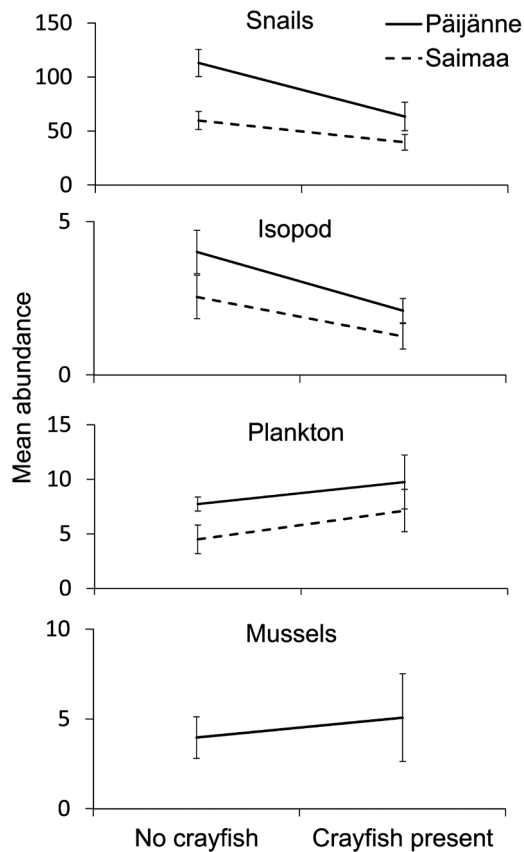 Snails
Päijänne
Saimaa
150
100
50
0
Isopod
5
0
Mean abundance
Plankton
15
10
5
0
Mussels
10
5
0
No crayfish
Crayfish present